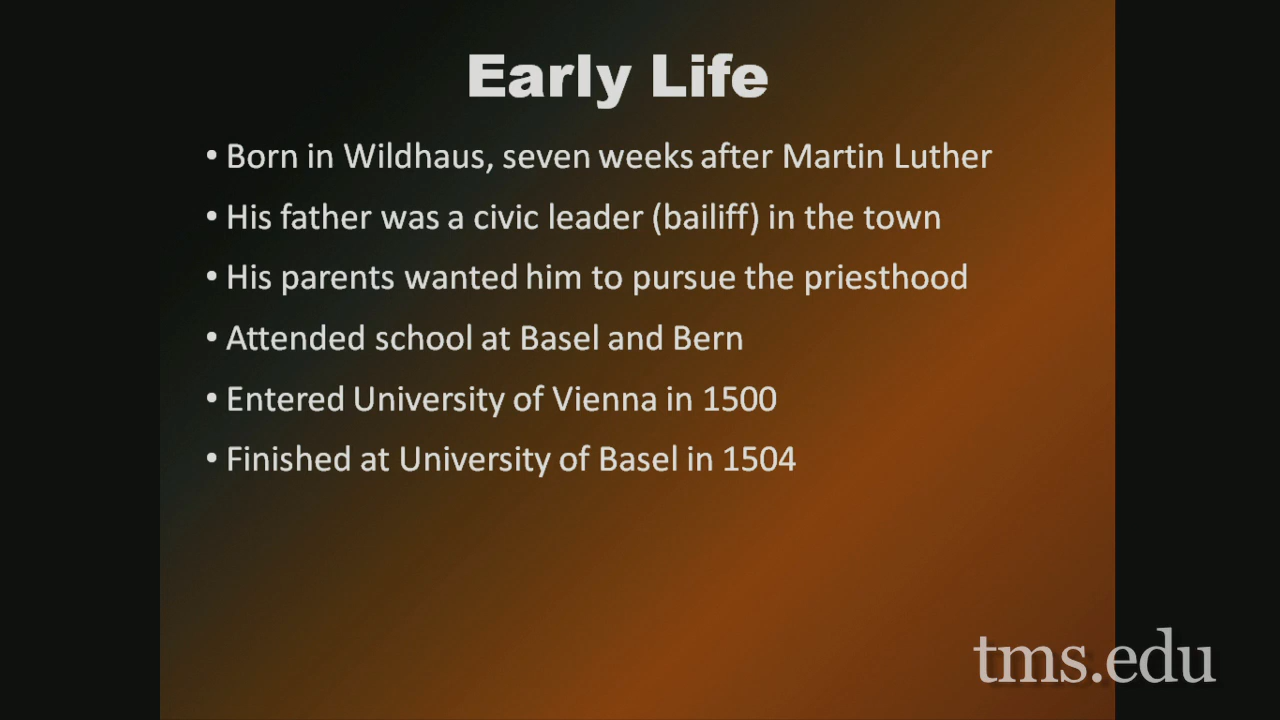 Early Life
• Born in Wildhaus, seven weeks after Martin Luther
• His father was a civic leader (bailiff) in the town
• His parents wanted him to pursue the priesthood
• Attended school at Basel and Bern
• Entered University of Vienna in 1500
• Finished at University of Basel in 1504
tms.edu